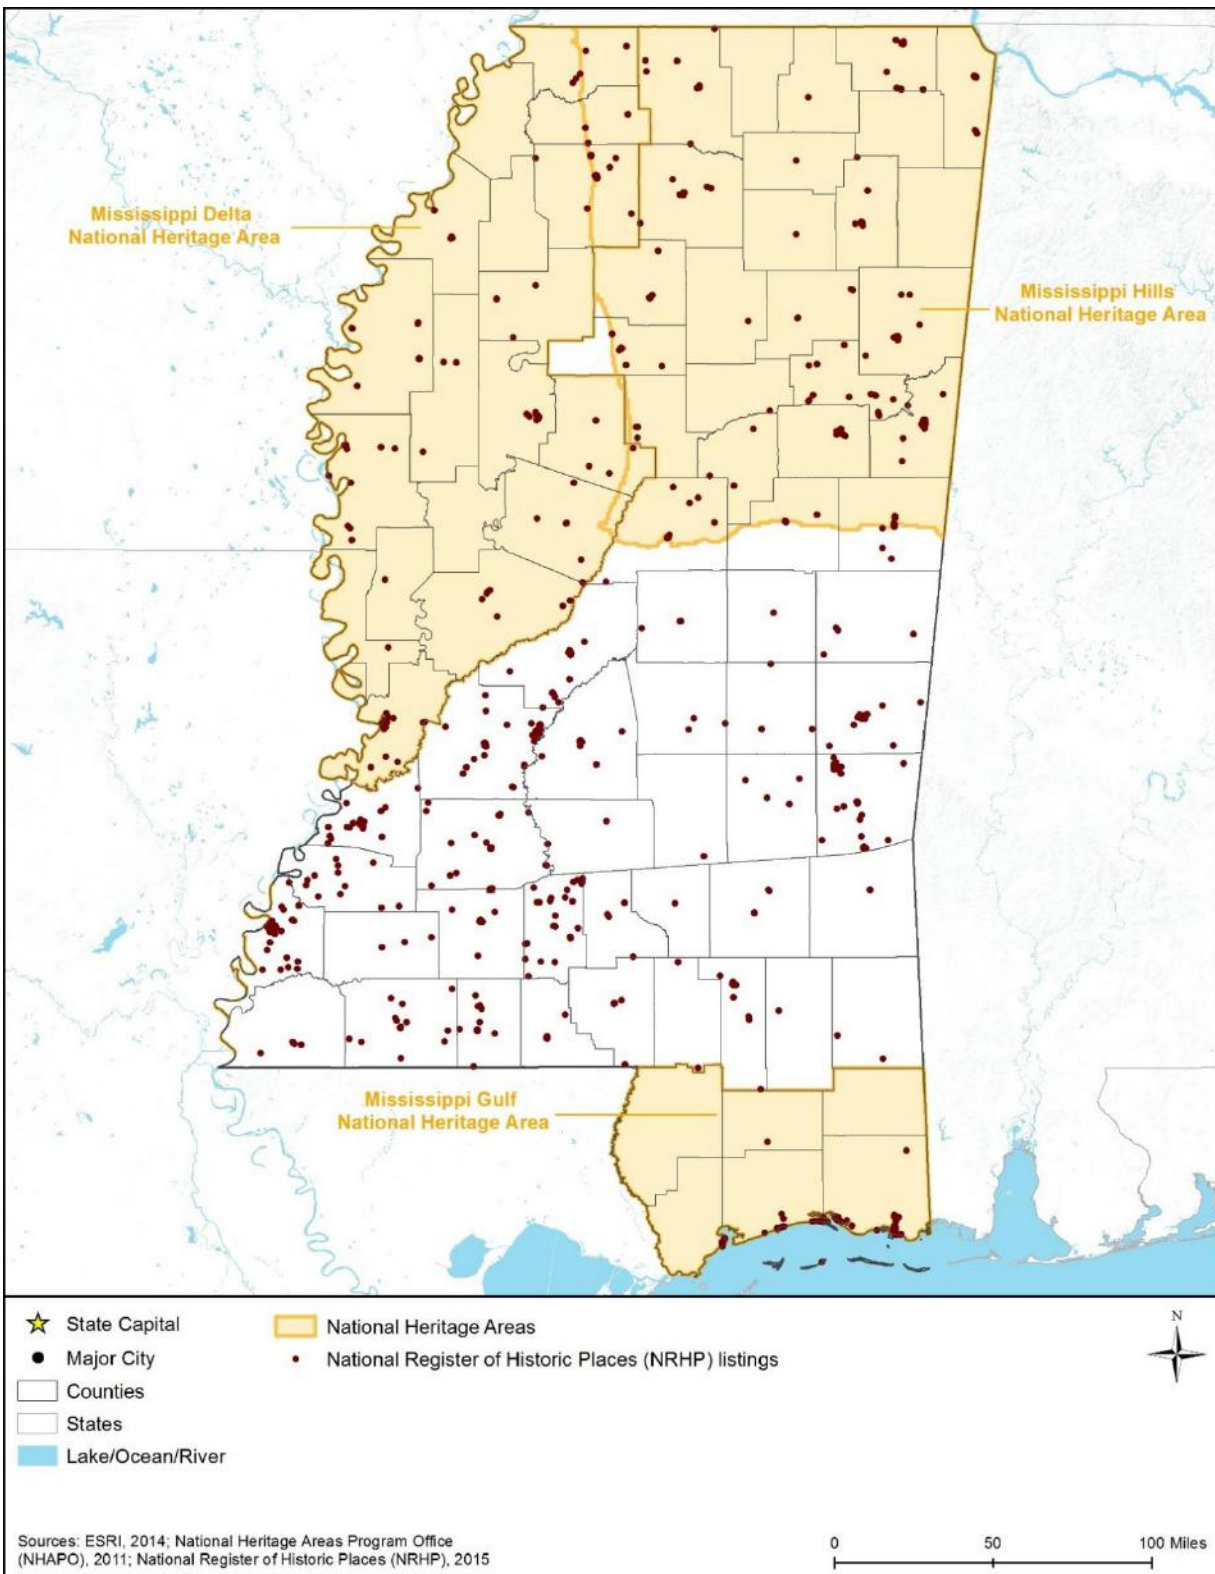 Mississippi Delta
National Heritage Area
Mississippi Hills
National Heritage Area
Mississippi Gulf
National Heritage Area
State Capital
Major City
Counties
States
Lake/Ocean/River
National Heritage Areas
National Register of Historic Places (NRHP) listings
N
Sources: ESRI, 2014; National Heritage Areas Program Office
(NHAPO), 2011; National Register of Historic Places (NRHP), 2015
0 50 100 Miles